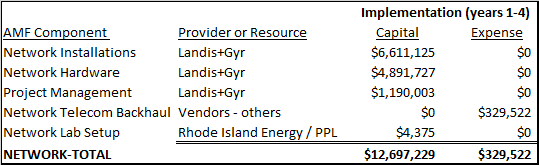 Implementation (years 1-4)
AMF Component Provider or Resource Capital Expense
Network Installations Landis+Gyr $6,611,125 $0
Network Hardware Landis+Gyr $4,891,727 $0
Project Management Landis+Gyr $1,190,003 $0
Network Telecom Backhaul Vendors - others $0 $329,522
Network Lab Setup Rhode Island Energy / PPL $4,375 $0
NETWORK-TOTAL $12,697,229 $329,522